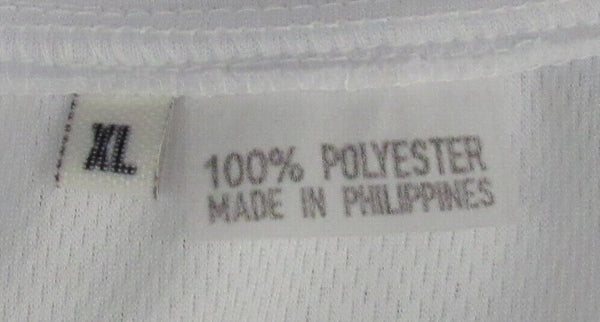 XL
100% POLYESTER
MADE IN PHILIPPINES